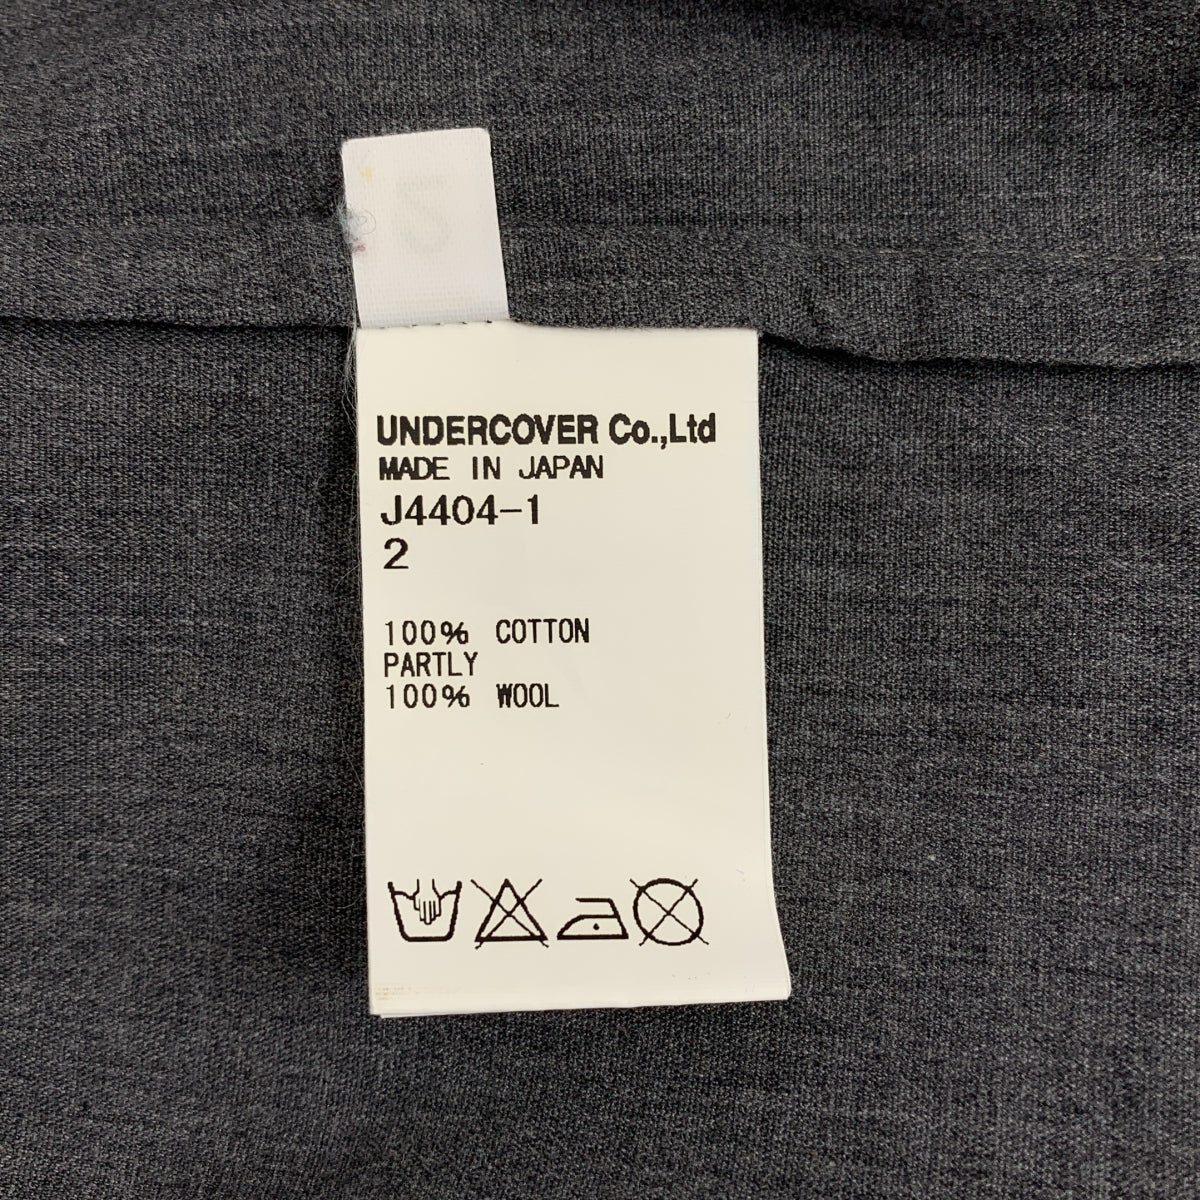 UNDERCOVER Co.,Ltd
MADE IN JAPAN
J4404-1
2
100% COTTON
PARTLY
100% WOOL